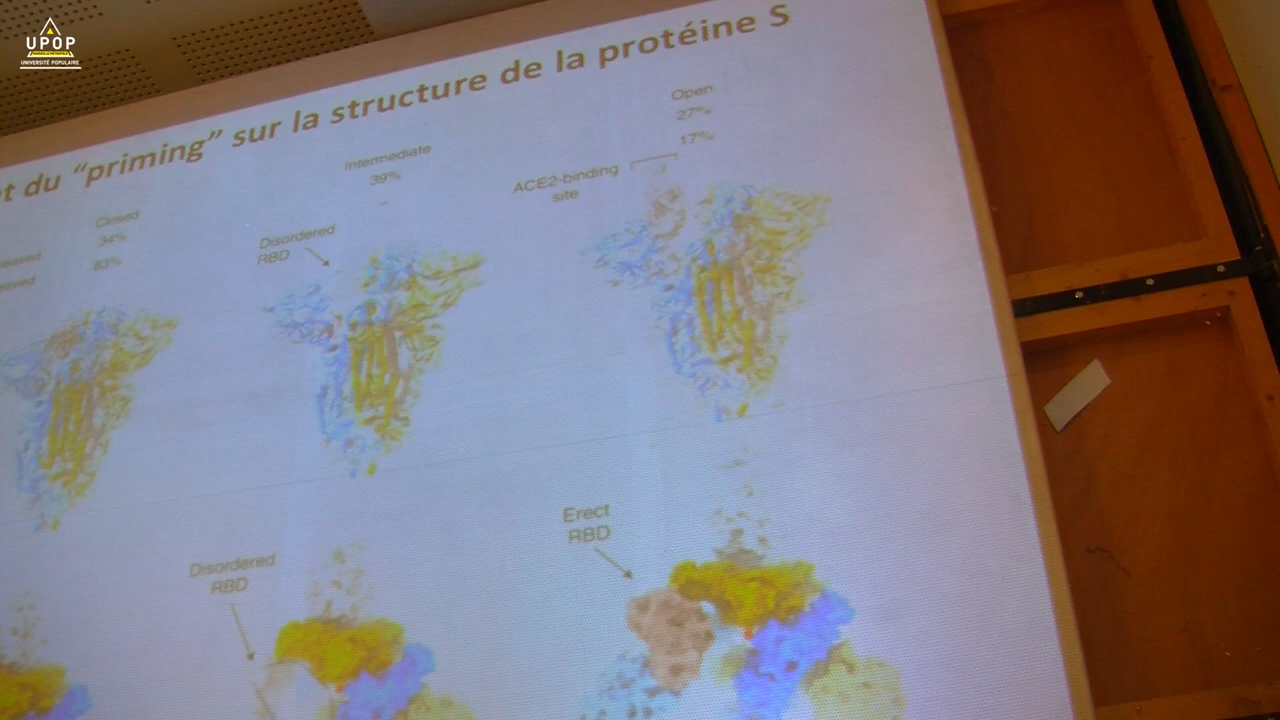 UPOP
UNIVERSITÉ POPULAIRE
du “priming” sur la structure de la protéine S
Closed
34%
83%
Intermediate
39%
Open
27%
17%
Disordered
RBD
ACE2-binding
site
Disordered
RBD
Erect
RBD